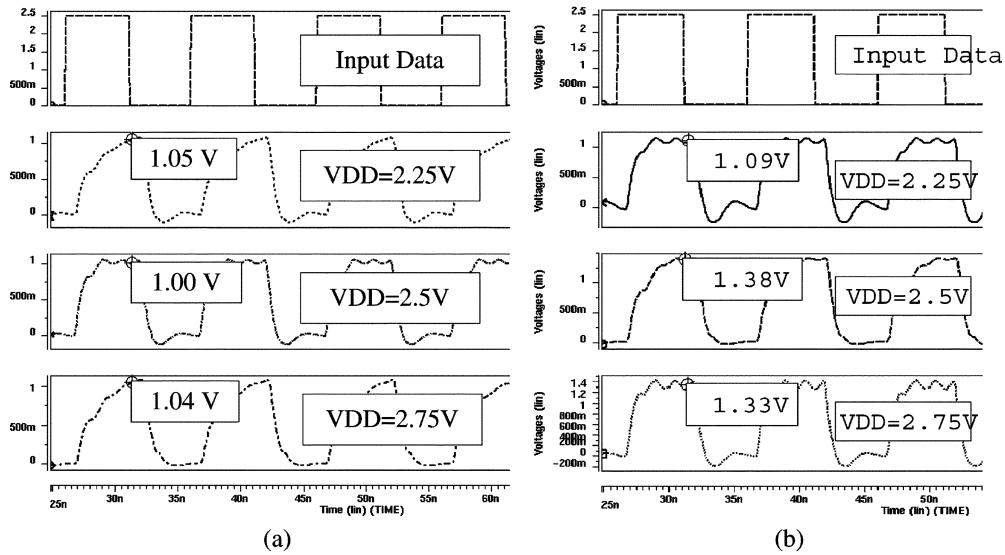 2.5
2
1.5
1
500m
0
Input Data
1
500m
0
1.05 V
VDD=2.25V
1
500m
0
1.00 V
VDD=2.5V
1
500m
0
1.04 V
VDD=2.75V
25n
30n
35n
40n
45n
50n
55n
60n
Time (lin) (TIME)
(a)
Voltages (lin)
2.5
2
1.5
1
500m
0
Input Data
Voltages (lin)
1
500m
0
1.09V
VDD=2.25V
Voltages (lin)
1
500m
0
1.38V
VDD=2.5V
Voltages (lin)
1.4
1.2
1
800m
600m
400m
200m
0
-200m
1.33V
VDD=2.75V
25n
30n
35n
40n
45n
50n
Time (lin) (TIME)
(b)